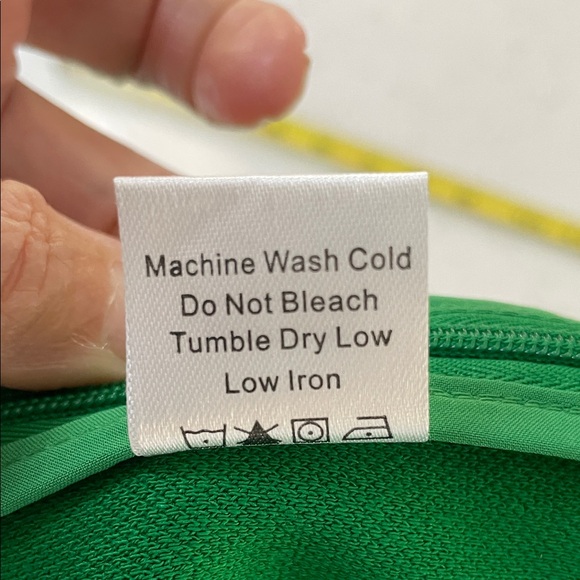 Machine Wash Cold
Do Not Bleach
Tumble Dry Low
Low Iron